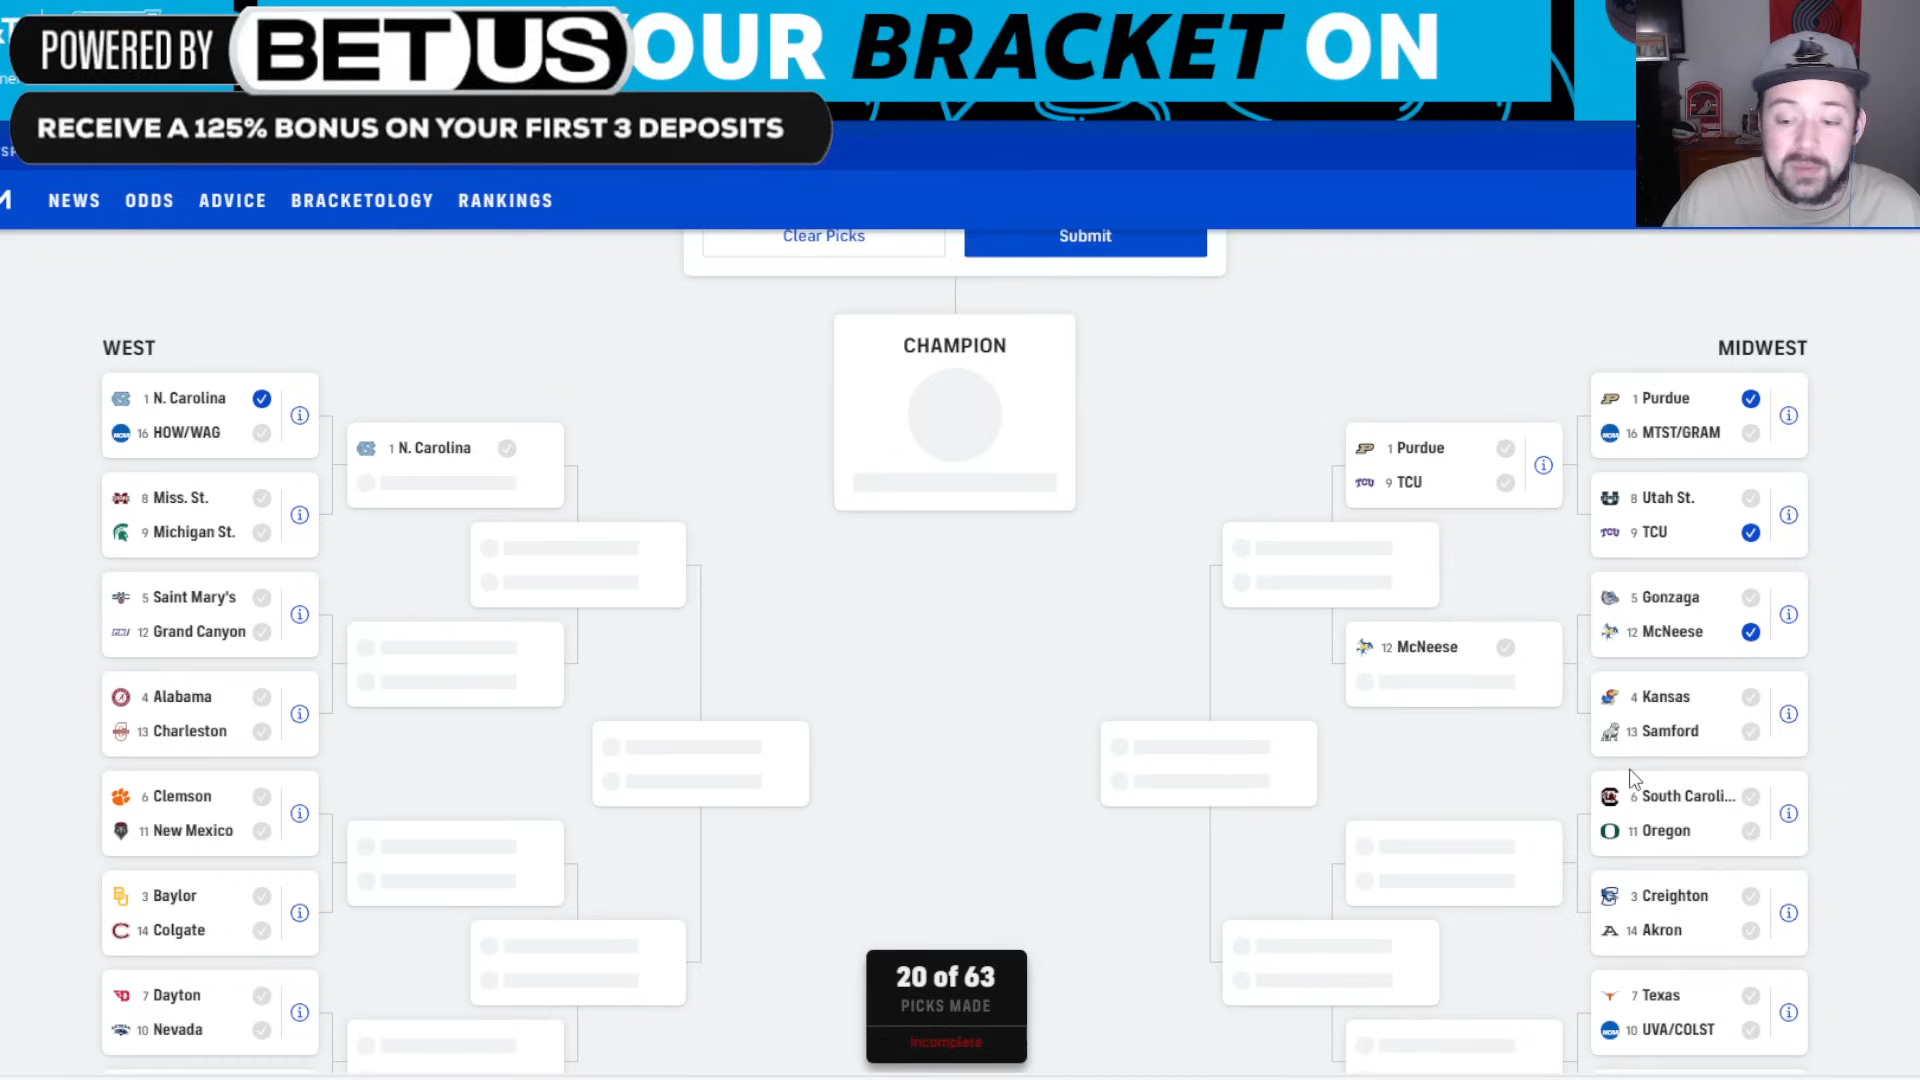 POWERED BY BETUS
OUR BRACKET ON
RECEIVE A 125% BONUS ON YOUR FIRST 3 DEPOSITS
NEWS
ODDS
ADVICE
BRACKETOLOGY
RANKINGS
Clear Picks
Submit
CHAMPION
WEST
1 N. Carolina
16 HOW/WAG
8 Miss. St.
9 Michigan St.
5 Saint Mary's
12 Grand Canyon
4 Alabama
13 Charleston
6 Clemson
11 New Mexico
3 Baylor
14 Colgate
7 Dayton
10 Nevada
1 N. Carolina
20 of 63
PICKS MADE
Incomplete
1 Purdue
9 TCU
12 McNeese
MIDWEST
1 Purdue
16 MTST/GRAM
8 Utah St.
9 TCU
5 Gonzaga
12 McNeese
4 Kansas
13 Samford
6 South Caroli...
11 Oregon
3 Creighton
14 Akron
7 Texas
10 UVA/COLST